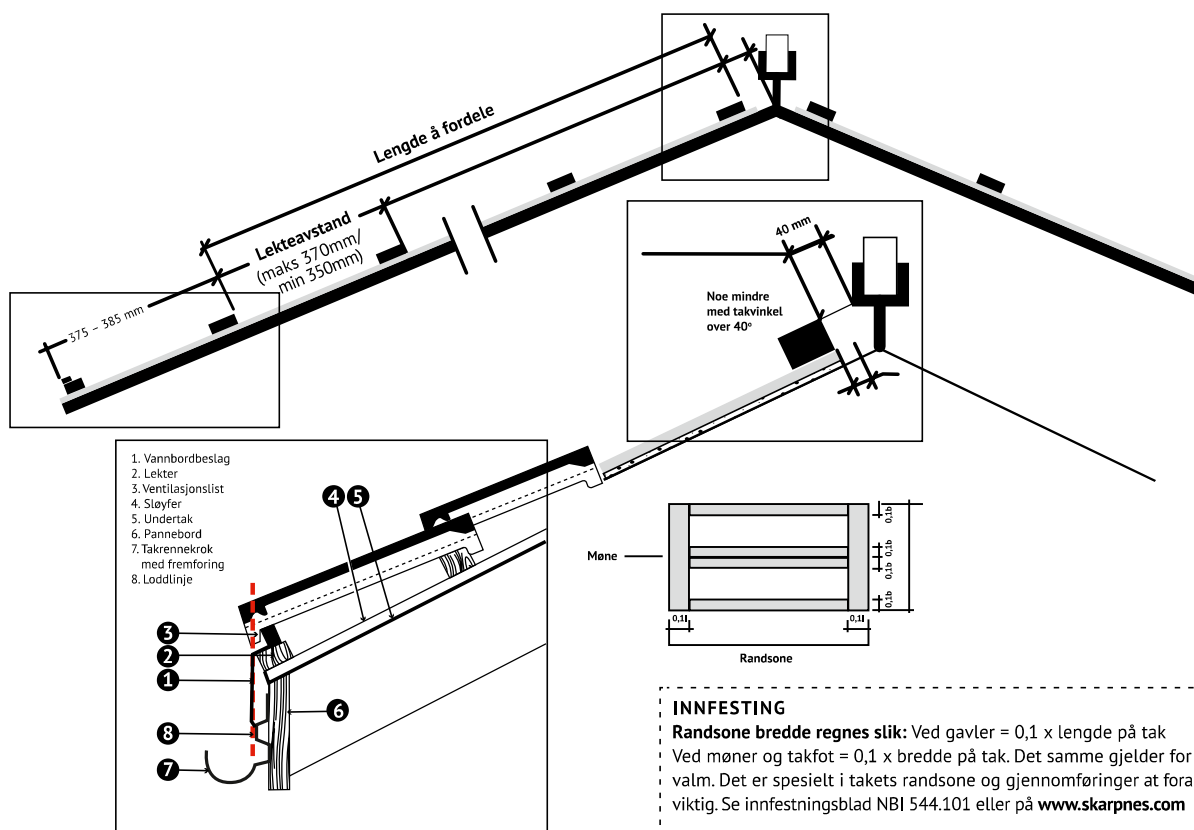 Lengde å fordele
Lekteavstand
(maks 370mm/
min 350mm)
375 – 385 mm
40 mm
Noe mindre
med takvinkel
over 40°
1. Vannbordbeslag
2. Lekter
3. Ventilasjonslist
4. Sløyfer
5. Undertak
6. Pannebord
7. Takrennekrok
med fremforing
8. Loddlinje
4
5
3
2
1
6
8
7
Møne
0,1b
0,1b
0,1b
0,1b
0,1l
0,1l
Randsone
INNFESTING
Randsone bredde regnes slik: Ved gavler = 0,1 x lengde på tak
Ved møner og takfot = 0,1 x bredde på tak. Det samme gjelder for
valm. Det er spesielt i takets randsone og gjennomføringer at fora
viktig. Se innfestningsblad NBI 544.101 eller på www.skarpnes.com